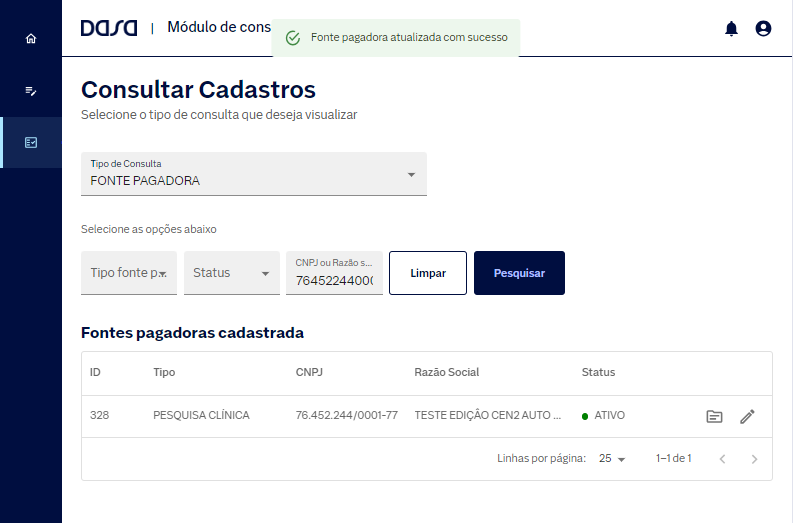 DASA | Módulo de cons
Fonte pagadora atualizada com sucesso
Consultar Cadastros
Selecione o tipo de consulta que deseja visualizar
Tipo de Consulta
FONTE PAGADORA
Selecione as opções abaixo
Tipo fonte p...
Status
CNPJ ou Razão s...
76452244000
Limpar
Pesquisar
Fontes pagadoras cadastrada
ID Tipo CNPJ Razão Social Status
328 PESQUISA CLÍNICA 76.452.244/0001-77 TESTE EDIÇÃO CEN2 AUTO ... ATIVO
Linhas por página: 25 1–1 de 1